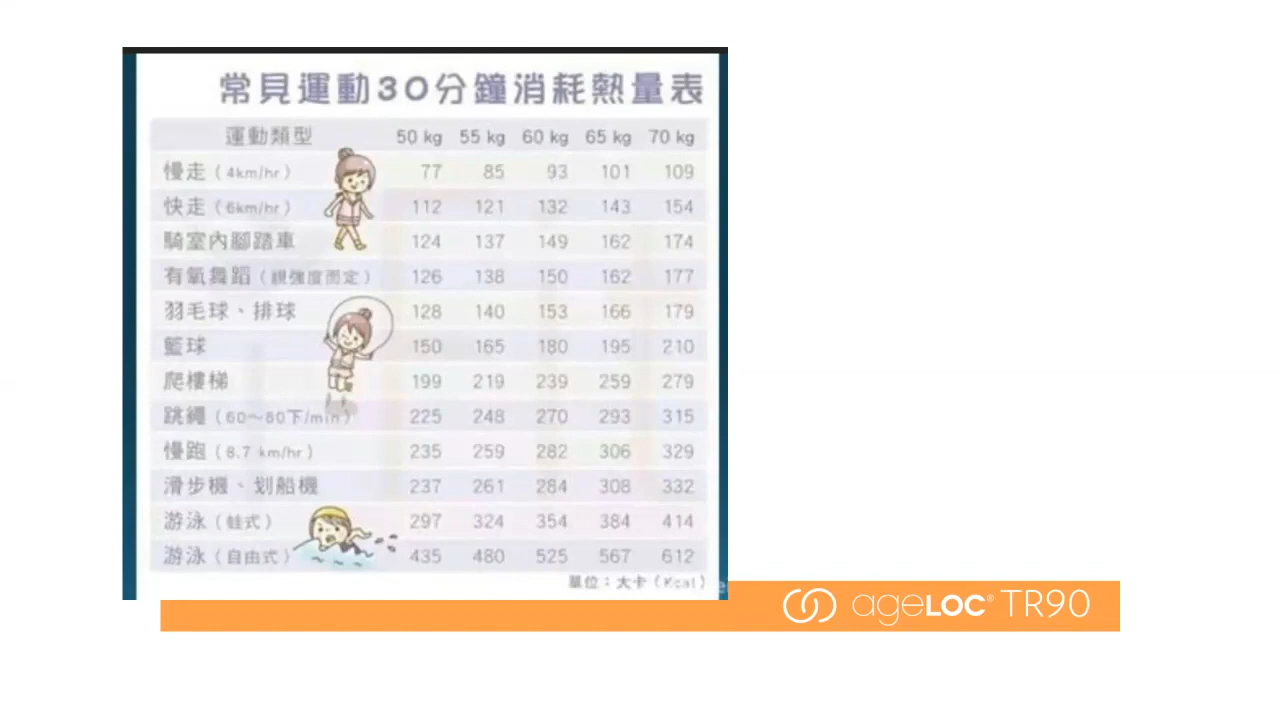 常見運動30分鐘消耗熱量表
運動類型 50 kg 55 kg 60 kg 65 kg 70 kg
慢走(4km/hr) 77 85 93 101 109
快走(6km/hr) 112 121 132 143 154
騎室內腳踏車 124 137 149 162 174
有氧舞蹈(視強度而定) 126 138 150 162 177
羽毛球、排球 128 140 153 166 179
籃球 150 165 180 195 210
爬樓梯 199 219 239 259 279
跳繩(60～80下/min) 225 248 270 293 315
慢跑(8.7 km/hr) 235 259 282 306 329
滑步機、划船機 237 261 284 308 332
游泳(蛙式) 297 324 354 384 414
游泳(自由式) 435 480 525 567 612
單位：大卡(Kcal)
ageLOC® TR90